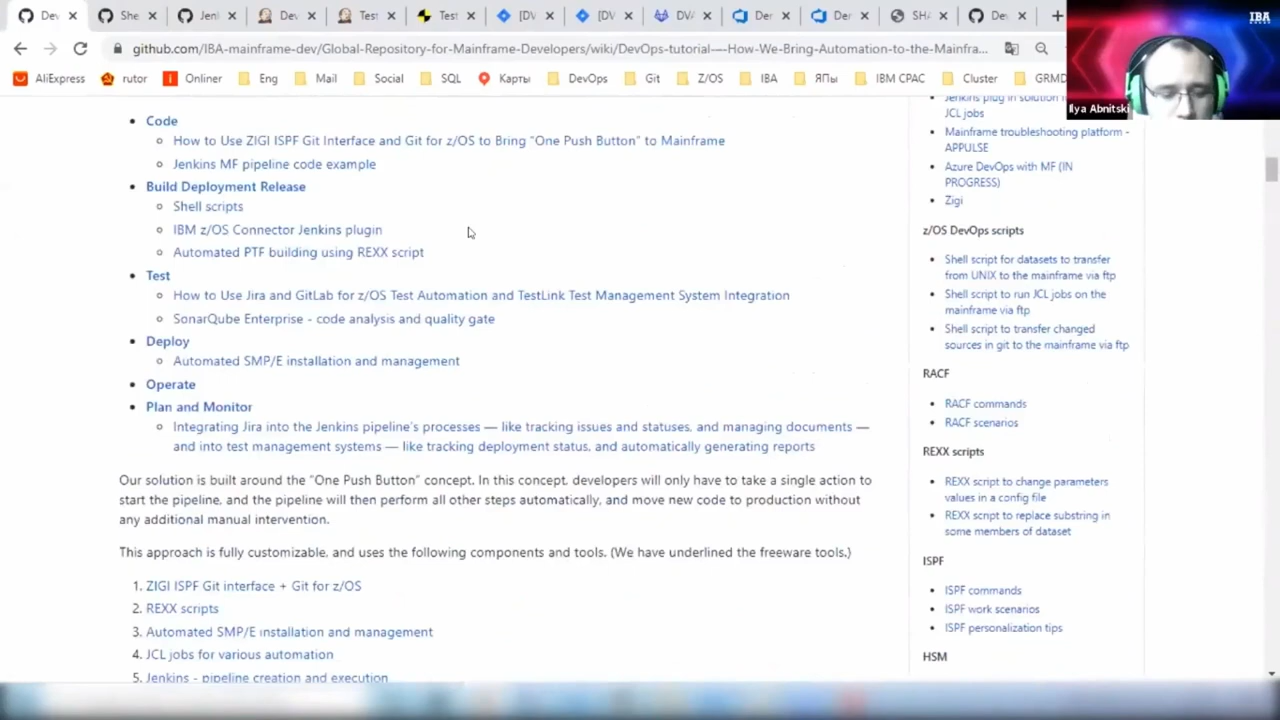 Dev
She
Jeni
Dev
Test
Test
[DV
[DV
DVA
Der
Der
SHA
Dev
github.com/IBA-mainframe-dev/Global-Repository-for-Mainframe-Developers/wiki/DevOps-tutorial-—-How-We-Bring-Automation-to-the-Mainfra...
AliExpress
rutor
Onliner
Eng
Mail
Social
SQL
Карты
DevOps
Git
Z/OS
IBA
ЯПы
IBM CPAC
Cluster
GRMD
IBA
Ilya Abnitski
Code
How to Use ZIGI ISPF Git Interface and Git for z/OS to Bring "One Push Button" to Mainframe
Jenkins MF pipeline code example
Build Deployment Release
Shell scripts
IBM z/OS Connector Jenkins plugin
Automated PTF building using REXX script
Test
How to Use Jira and GitLab for z/OS Test Automation and TestLink Test Management System Integration
SonarQube Enterprise - code analysis and quality gate
Deploy
Automated SMP/E installation and management
Operate
Plan and Monitor
Integrating Jira into the Jenkins pipeline's processes — like tracking issues and statuses, and managing documents —
and into test management systems — like tracking deployment status, and automatically generating reports
Our solution is built around the "One Push Button" concept. In this concept, developers will only have to take a single action to
start the pipeline, and the pipeline will then perform all other steps automatically, and move new code to production without
any additional manual intervention.
This approach is fully customizable, and uses the following components and tools. (We have underlined the freeware tools.)
1. ZIGI ISPF Git interface + Git for z/OS
2. REXX scripts
3. Automated SMP/E installation and management
4. JCL jobs for various automation
5. Jenkins - pipeline creation and execution
Jenkins plug in solution
JCL jobs
Mainframe troubleshooting platform -
APPULSE
Azure DevOps with MF (IN
PROGRESS)
Zigi
z/OS DevOps scripts
Shell script for datasets to transfer
from UNIX to the mainframe via ftp
Shell script to run JCL jobs on the
mainframe via ftp
Shell script to transfer changed
sources in git to the mainframe via ftp
RACF
RACF commands
RACF scenarios
REXX scripts
REXX script to change parameters
values in a config file
REXX script to replace substring in
some members of dataset
ISPF
ISPF commands
ISPF work scenarios
ISPF personalization tips
HSM